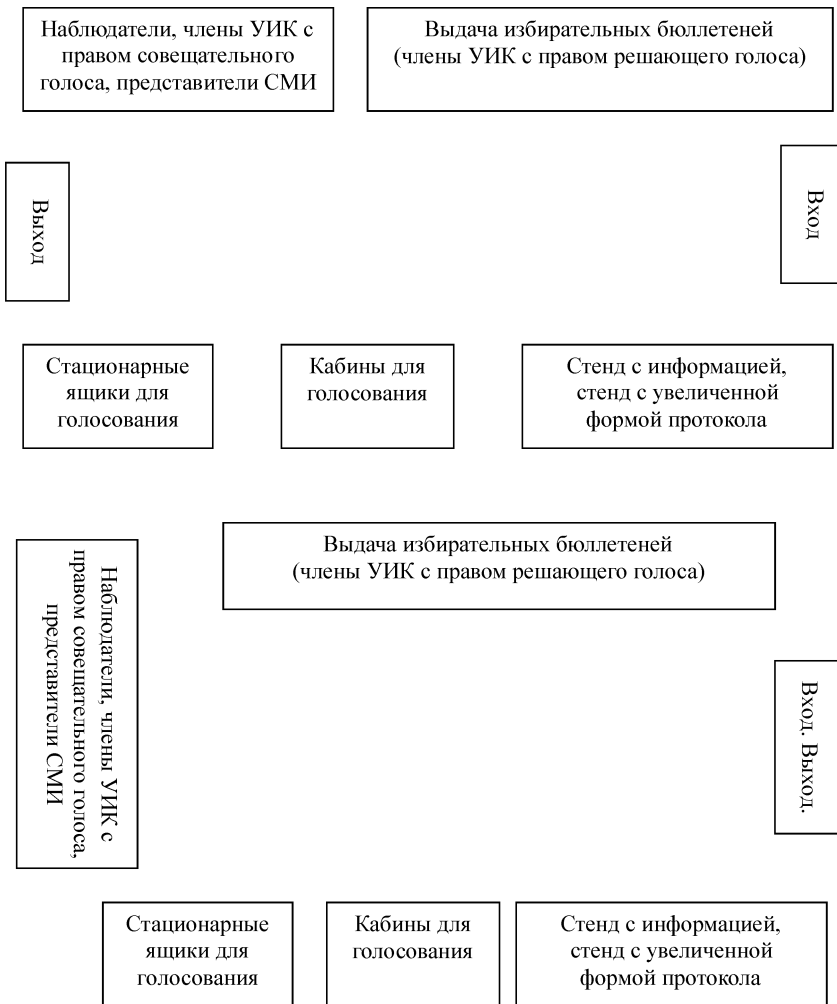 Наблюдатели, члены УИК с
правом совещательного
голоса, представители СМИ
Выдача избирательных бюллетеней
(члены УИК с правом решающего голоса)
Выход
Вход
Стационарные
ящики для
голосования
Кабины для
голосования
Стенд с информацией,
стенд с увеличенной
формой протокола
Выдача избирательных бюллетеней
(члены УИК с правом решающего голоса)
Наблюдатели, члены УИК с
правом совещательного голоса,
представители СМИ
Вход. Выход.
Стационарные
ящики для
голосования
Кабины для
голосования
Стенд с информацией,
стенд с увеличенной
формой протокола